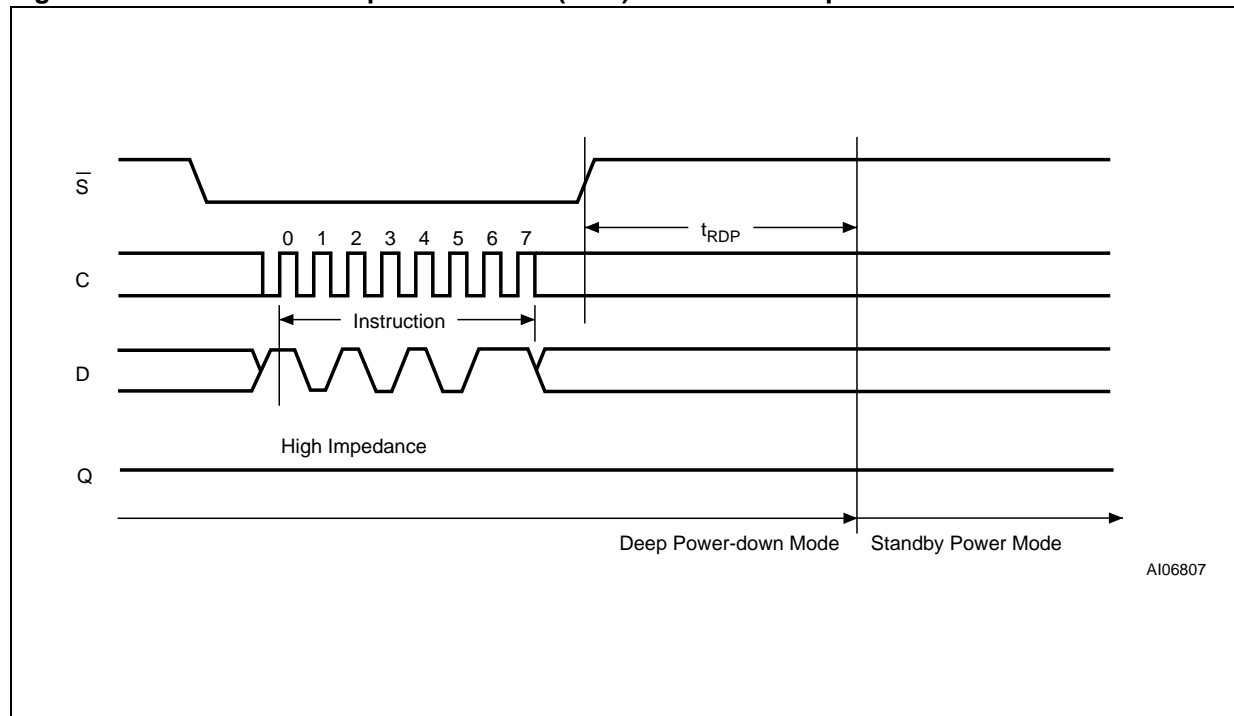 S
t_RDP
0 1 2 3 4 5 6 7
C
Instruction
D
High Impedance
Q
Deep Power-down Mode Standby Power Mode
AI06807